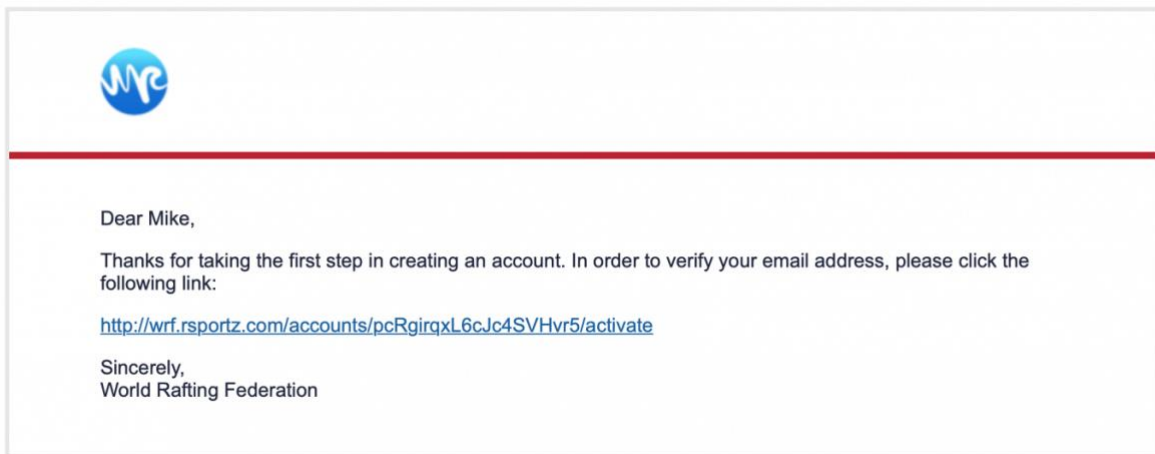 Dear Mike,
Thanks for taking the first step in creating an account. In order to verify your email address, please click the
following link:
http://wrf.rsportz.com/accounts/pcRgirqxL6cJc4SVHvr5/activate
Sincerely,
World Rafting Federation